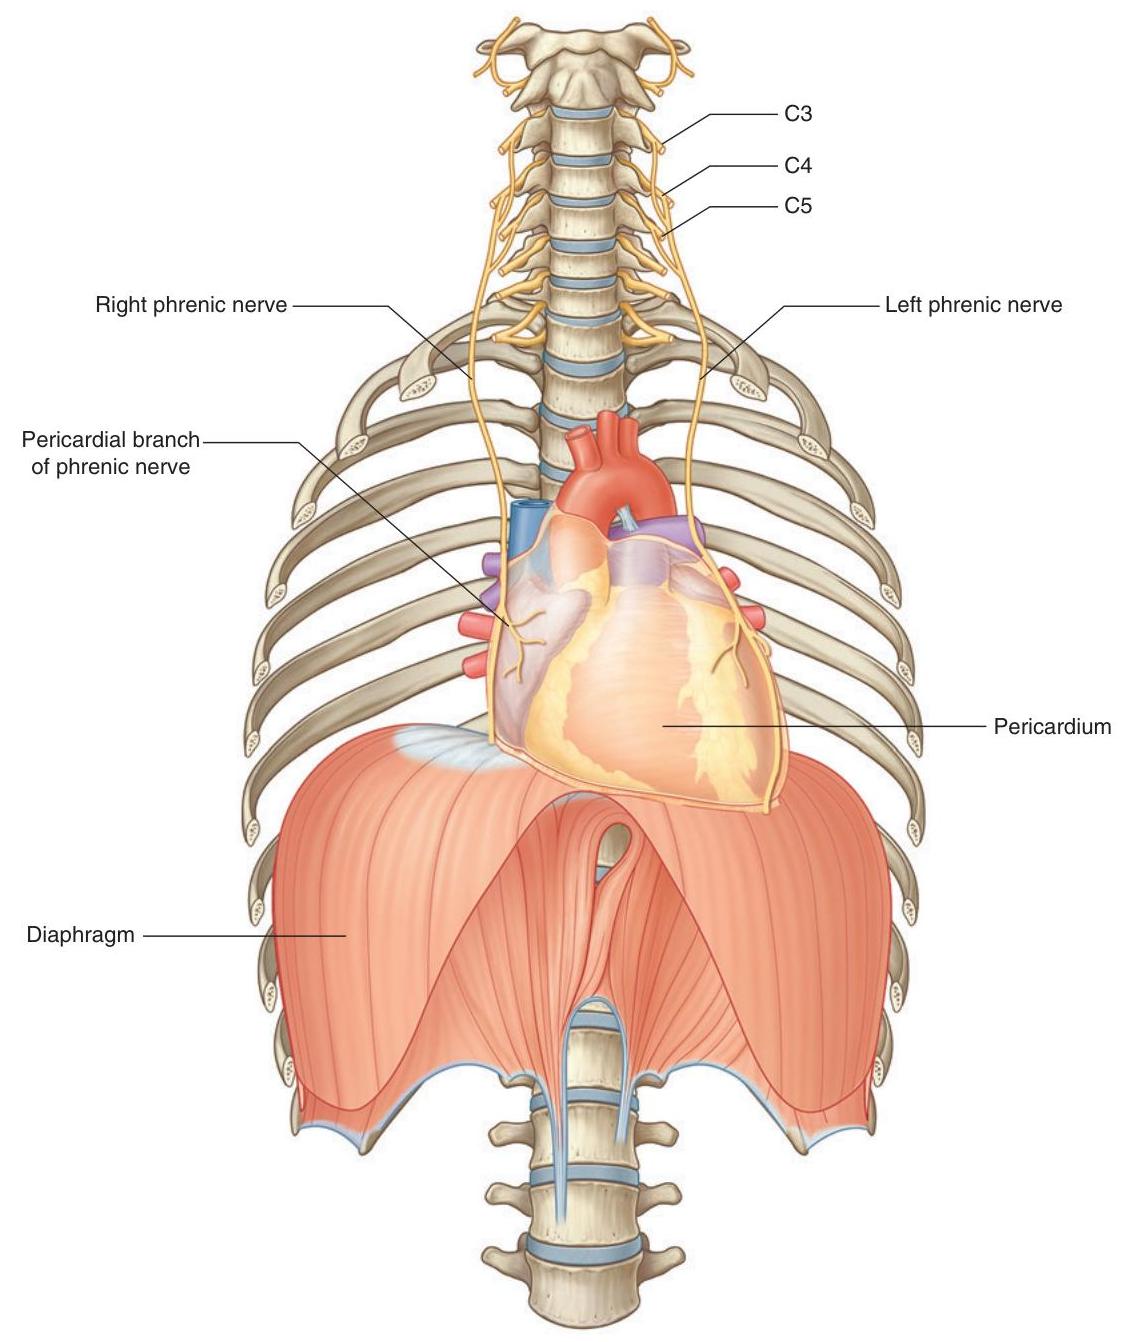 C3
C4
C5
Right phrenic nerve
Left phrenic nerve
Pericardial branch
of phrenic nerve
Pericardium
Diaphragm